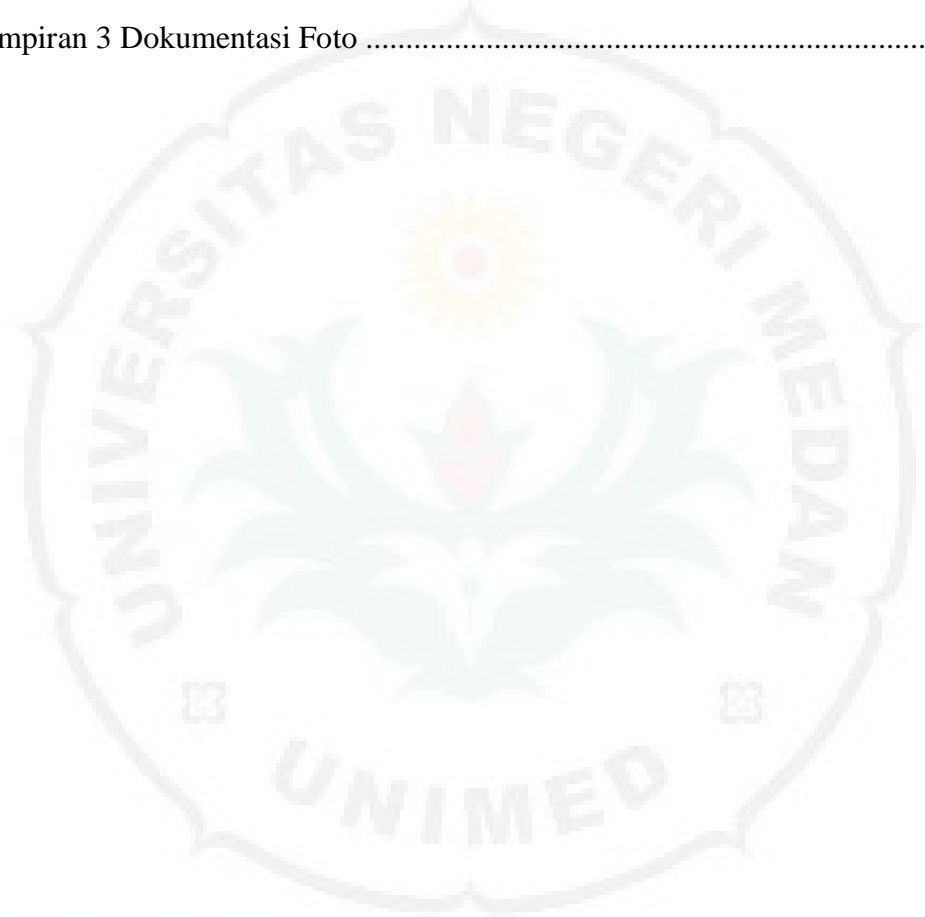 mpiran 3 Dokumentasi Foto ..........................................................
UNIVERSITAS NEGERI MEDAN
UNIMED